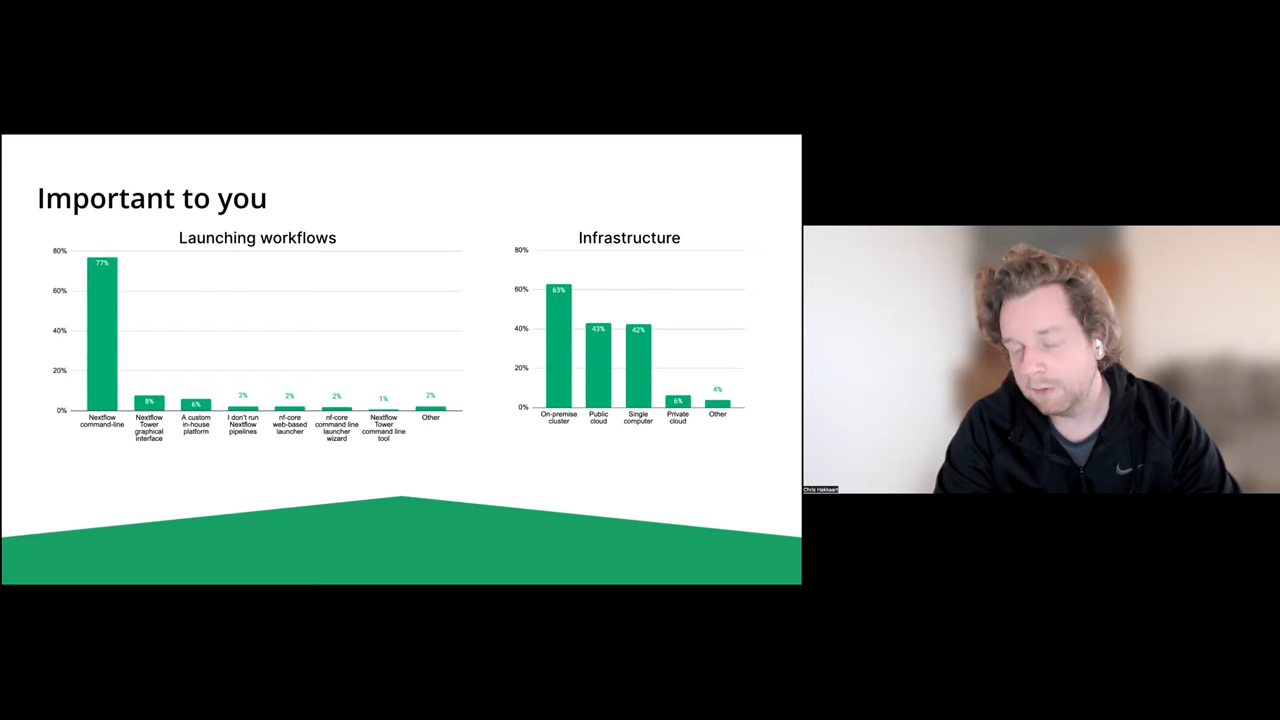 Important to you
Launching workflows
80%
60%
40%
20%
0%
77%
8%
6%
2%
2%
2%
1%
2%
Nextflow
command-line
Nextflow
Tower
graphical
interface
A custom
in-house
platform
I don't run
Nextflow
pipelines
nf-core
web-based
launcher
nf-core
command line
launcher
wizard
Nextflow
Tower
command line
tool
Other
Infrastructure
80%
60%
40%
20%
0%
63%
43%
42%
6%
4%
On-premise
cluster
Public
cloud
Single
computer
Private
cloud
Other
Chris Hakkaart